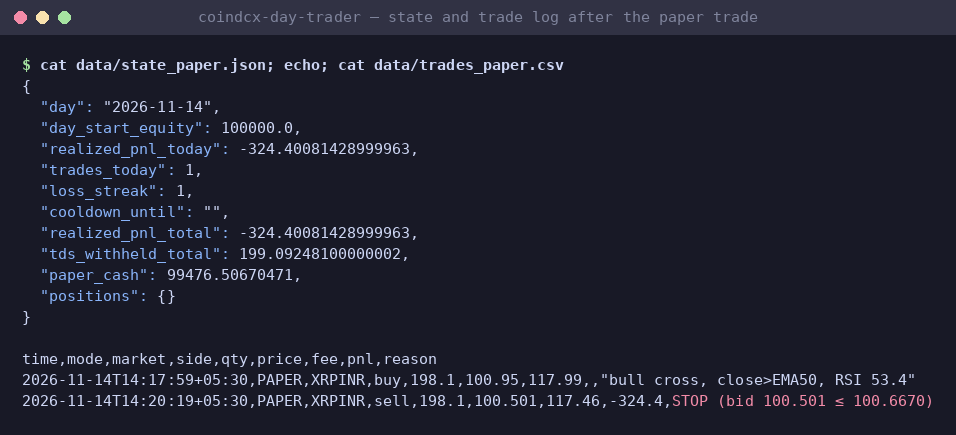 coindcx-day-trader — state and trade log after the paper trade
$ cat data/state_paper.json; echo; cat data/trades_paper.csv
{
  "day": "2026-11-14",
  "day_start_equity": 100000.0,
  "realized_pnl_today": -324.40081428999963,
  "trades_today": 1,
  "loss_streak": 1,
  "cooldown_until": "",
  "realized_pnl_total": -324.40081428999963,
  "tds_withheld_total": 199.09248100000002,
  "paper_cash": 99476.50670471,
  "positions": {}
}
time,mode,market,side,qty,price,fee,pnl,reason
2026-11-14T14:17:59+05:30,PAPER,XRPINR,buy,198.1,100.95,117.99,,"bull cross, close>EMA50, RSI 53.4"
2026-11-14T14:20:19+05:30,PAPER,XRPINR,sell,198.1,100.501,117.46,-324.4,STOP (bid 100.501 ≤ 100.6670)